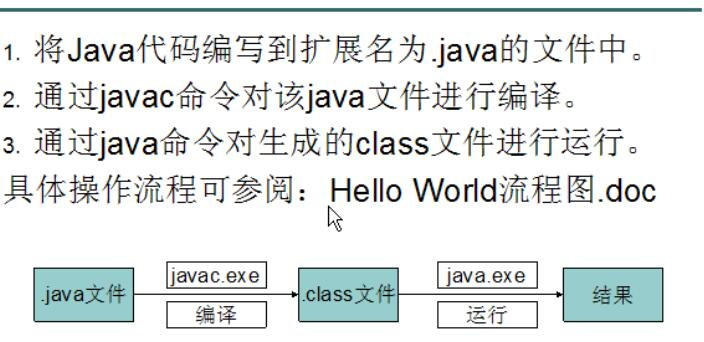 1. 将Java代码编写到扩展名为.java的文件中。
2. 通过javac命令对该java文件进行编译。
3. 通过java命令对生成的class文件进行运行。
具体操作流程可参阅：Hello World流程图.doc
.java文件
javac.exe
编译
.class文件
java.exe
运行
结果